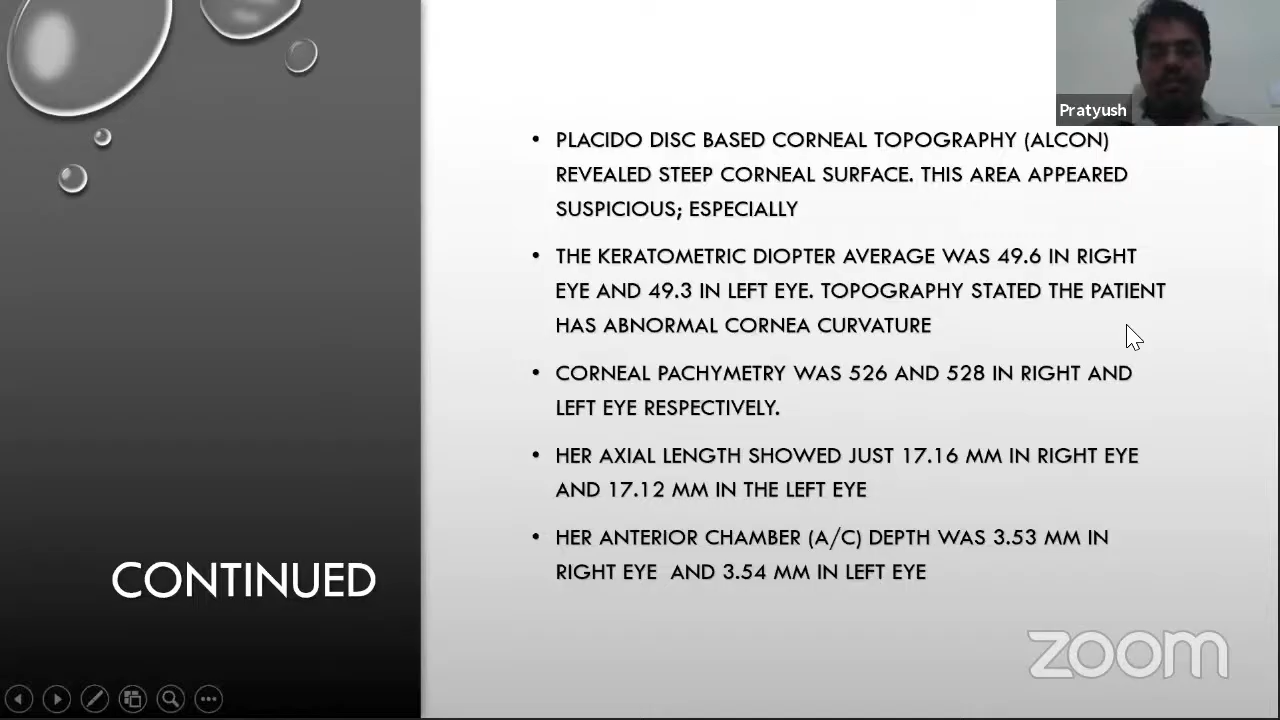 Pratyush
• PLACIDO DISC BASED CORNEAL TOPOGRAPHY (ALCON)
REVEALED STEEP CORNEAL SURFACE. THIS AREA APPEARED
SUSPICIOUS; ESPECIALLY
• THE KERATOMETRIC DIOPTER AVERAGE WAS 49.6 IN RIGHT
EYE AND 49.3 IN LEFT EYE. TOPOGRAPHY STATED THE PATIENT
HAS ABNORMAL CORNEA CURVATURE
• CORNEAL PACHYMETRY WAS 526 AND 528 IN RIGHT AND
LEFT EYE RESPECTIVELY.
• HER AXIAL LENGTH SHOWED JUST 17.16 MM IN RIGHT EYE
AND 17.12 MM IN THE LEFT EYE
• HER ANTERIOR CHAMBER (A/C) DEPTH WAS 3.53 MM IN
RIGHT EYE AND 3.54 MM IN LEFT EYE
CONTINUED
zoom